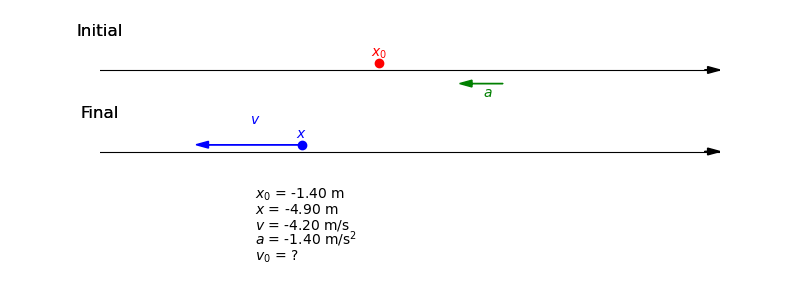 Initial
x₀
a
Final
v
x
x₀ = -1.40 m
x = -4.90 m
v = -4.20 m/s
a = -1.40 m/s²
v₀ = ?